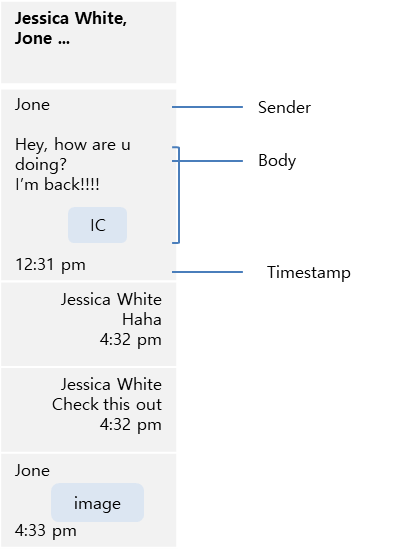 Jessica White,
Jone ...
Jone
Sender
Hey, how are u
doing?
I'm back!!!!
Body
IC
12:31 pm
Timestamp
Jessica White
Haha
4:32 pm
Jessica White
Check this out
4:32 pm
Jone
image
4:33 pm